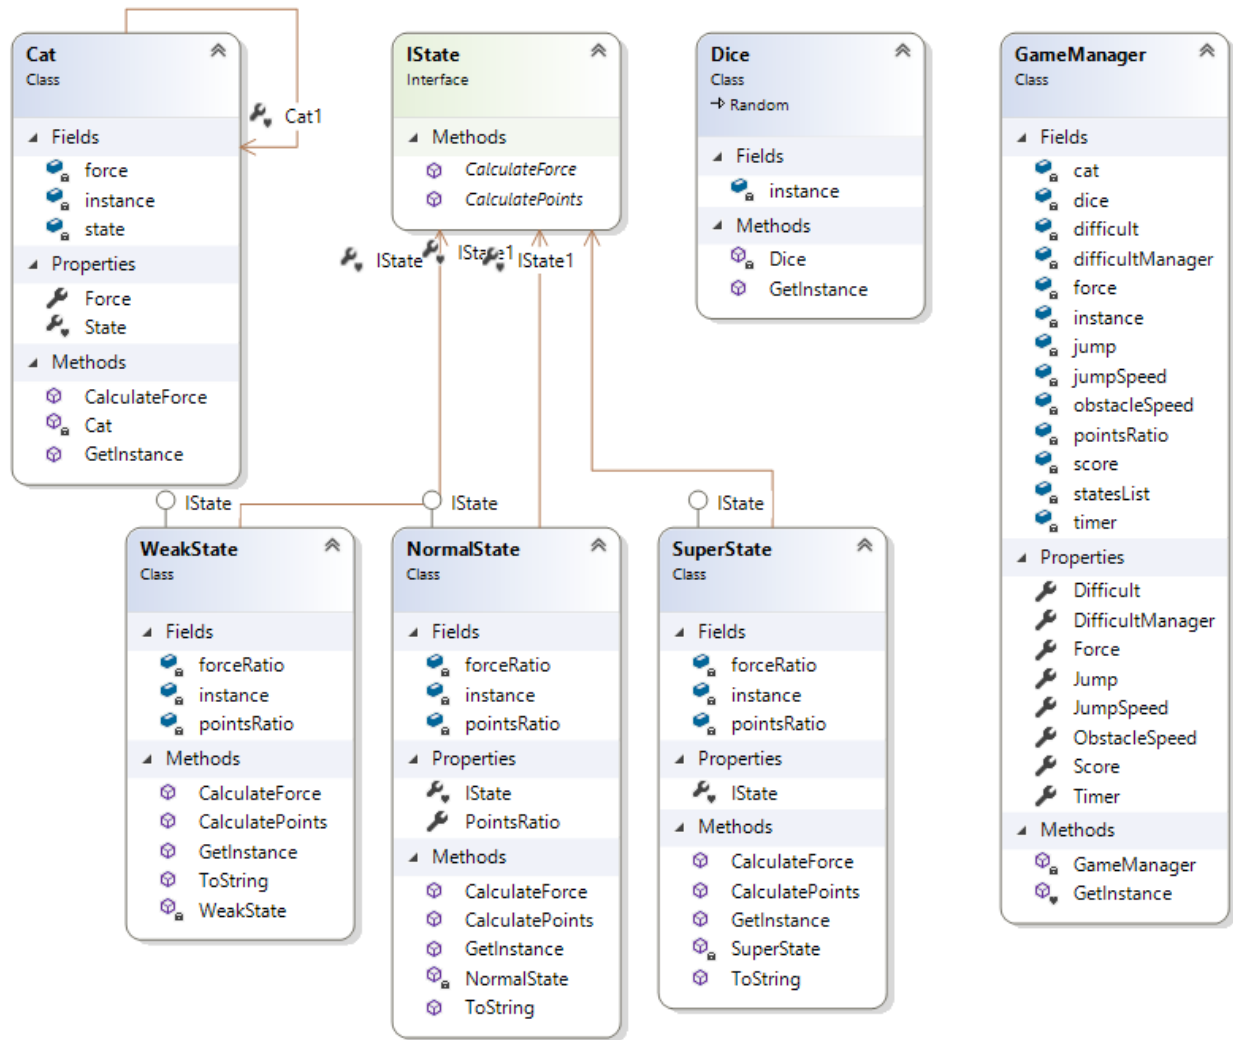 Cat
Class
Fields
force
instance
state
Properties
Force
State
Methods
CalculateForce
Cat
GetInstance
Cat1
IState
Interface
Methods
CalculateForce
CalculatePoints
IState
IState1
IState1
Dice
Class
Random
Fields
instance
Methods
Dice
GetInstance
GameManager
Class
Fields
cat
dice
difficult
difficultManager
force
instance
jump
jumpSpeed
obstacleSpeed
pointsRatio
score
statesList
timer
Properties
Difficult
DifficultManager
Force
Jump
JumpSpeed
ObstacleSpeed
Score
Timer
Methods
GameManager
GetInstance
IState
WeakState
Class
Fields
forceRatio
instance
pointsRatio
Methods
CalculateForce
CalculatePoints
GetInstance
ToString
WeakState
IState
NormalState
Class
Fields
forceRatio
instance
pointsRatio
Properties
IState
PointsRatio
Methods
CalculateForce
CalculatePoints
GetInstance
NormalState
ToString
IState
SuperState
Class
Fields
forceRatio
instance
pointsRatio
Properties
IState
Methods
CalculateForce
CalculatePoints
GetInstance
SuperState
ToString